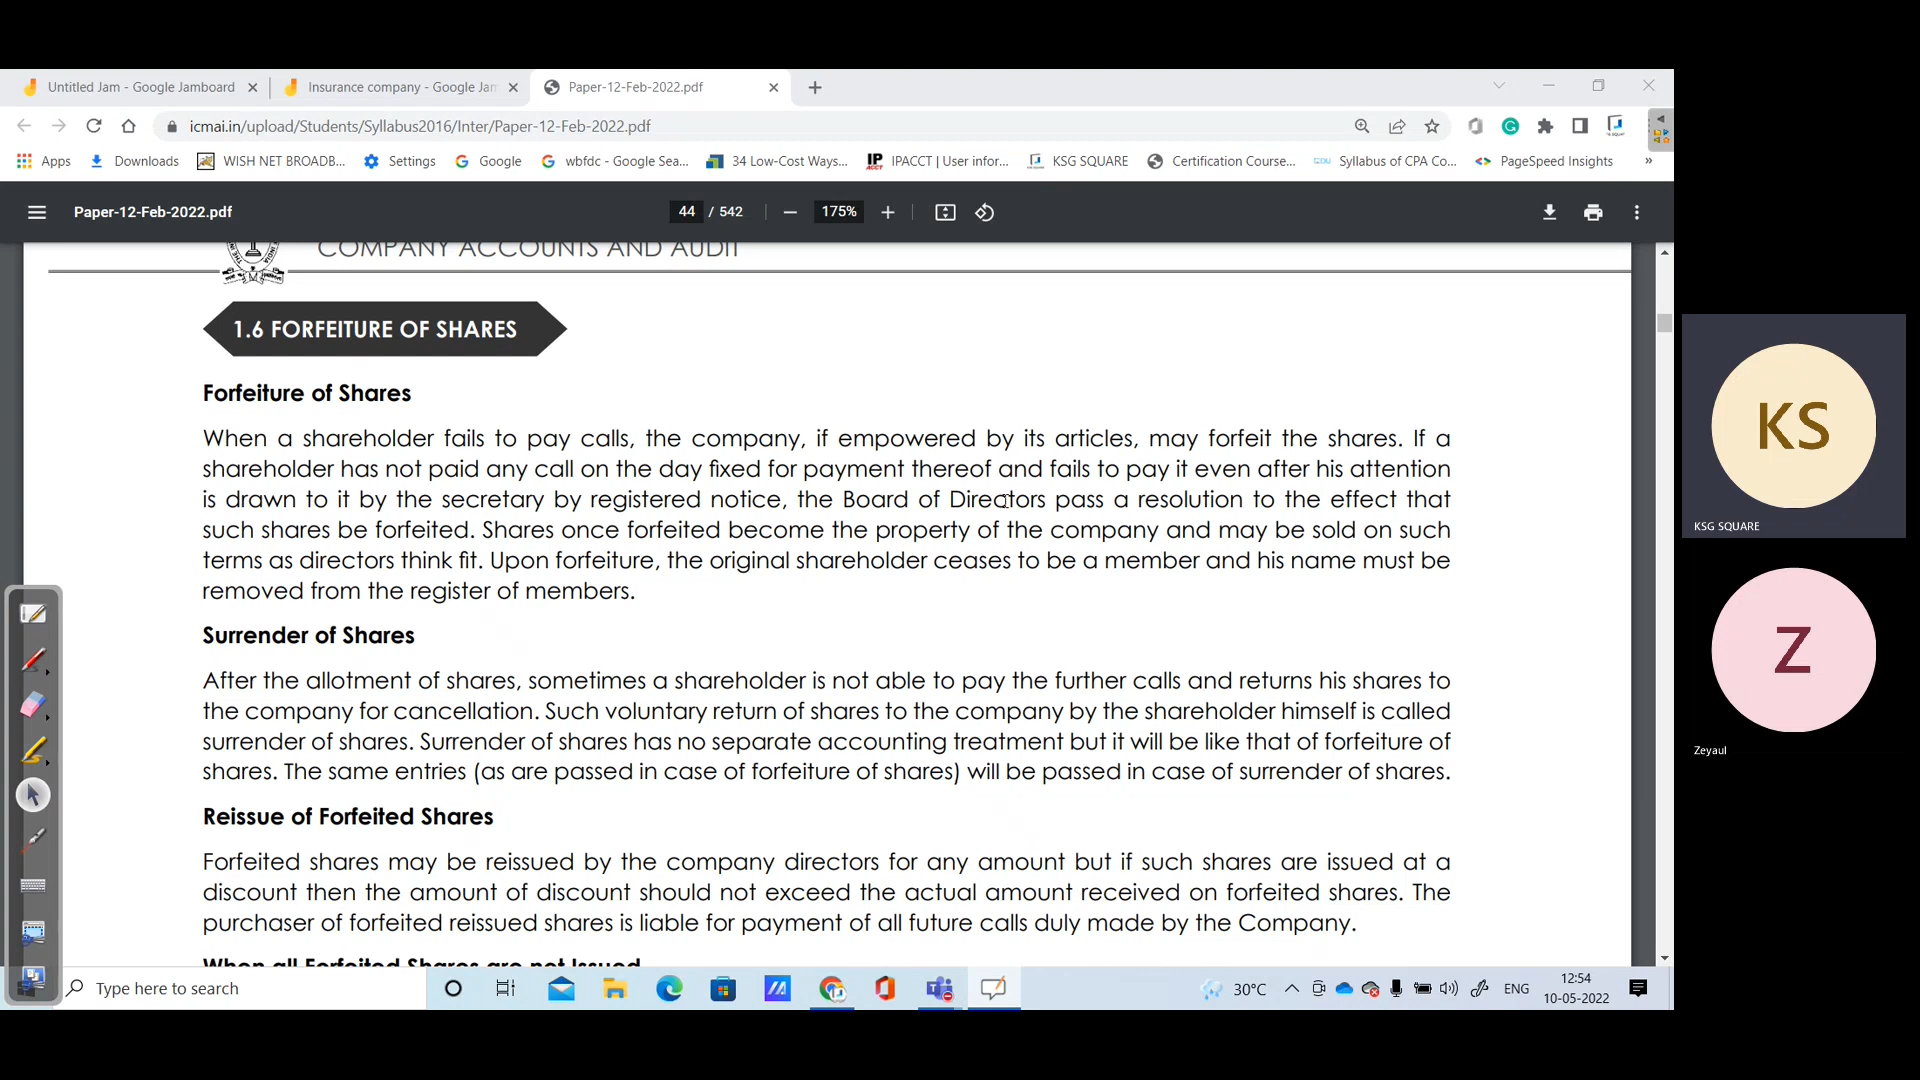 Untitled Jam - Google Jamboard
Insurance company - Google Jam
Paper-12-Feb-2022.pdf
icmai.in/upload/Students/Syllabus2016/Inter/Paper-12-Feb-2022.pdf
Apps
Downloads
WISH NET BROADB...
Settings
Google
wbfdc - Google Sea...
34 Low-Cost Ways...
IPACCT | User infor...
KSG SQUARE
Certification Course...
Syllabus of CPA Co...
PageSpeed Insights
»
Paper-12-Feb-2022.pdf
44 / 542
175%
COMPANY ACCOUNTS AND AUDIT
1.6 FORFEITURE OF SHARES
Forfeiture of Shares
When a shareholder fails to pay calls, the company, if empowered by its articles, may forfeit the shares. If a
shareholder has not paid any call on the day fixed for payment thereof and fails to pay it even after his attention
is drawn to it by the secretary by registered notice, the Board of Directors pass a resolution to the effect that
such shares be forfeited. Shares once forfeited become the property of the company and may be sold on such
terms as directors think fit. Upon forfeiture, the original shareholder ceases to be a member and his name must be
removed from the register of members.
Surrender of Shares
After the allotment of shares, sometimes a shareholder is not able to pay the further calls and returns his shares to
the company for cancellation. Such voluntary return of shares to the company by the shareholder himself is called
surrender of shares. Surrender of shares has no separate accounting treatment but it will be like that of forfeiture of
shares. The same entries (as are passed in case of forfeiture of shares) will be passed in case of surrender of shares.
Reissue of Forfeited Shares
Forfeited shares may be reissued by the company directors for any amount but if such shares are issued at a
discount then the amount of discount should not exceed the actual amount received on forfeited shares. The
purchaser of forfeited reissued shares is liable for payment of all future calls duly made by the Company.
When all Forfeited Shares are not Issued
Type here to search
30°C
ENG
12:54
10-05-2022
KS
KSG SQUARE
Z
Zeyaul